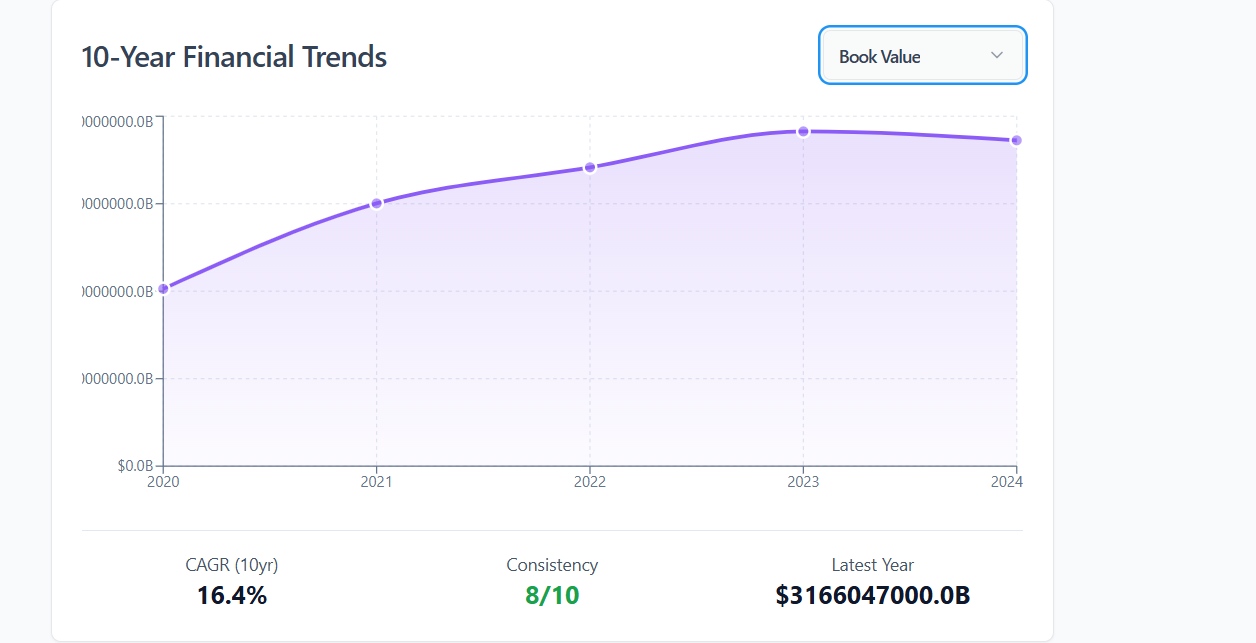 10-Year Financial Trends
Book Value
0000000.0B
0000000.0B
0000000.0B
0000000.0B
$0.0B
2020
2021
2022
2023
2024
CAGR (10yr)
Consistency
Latest Year
16.4%
8/10
$3166047000.0B